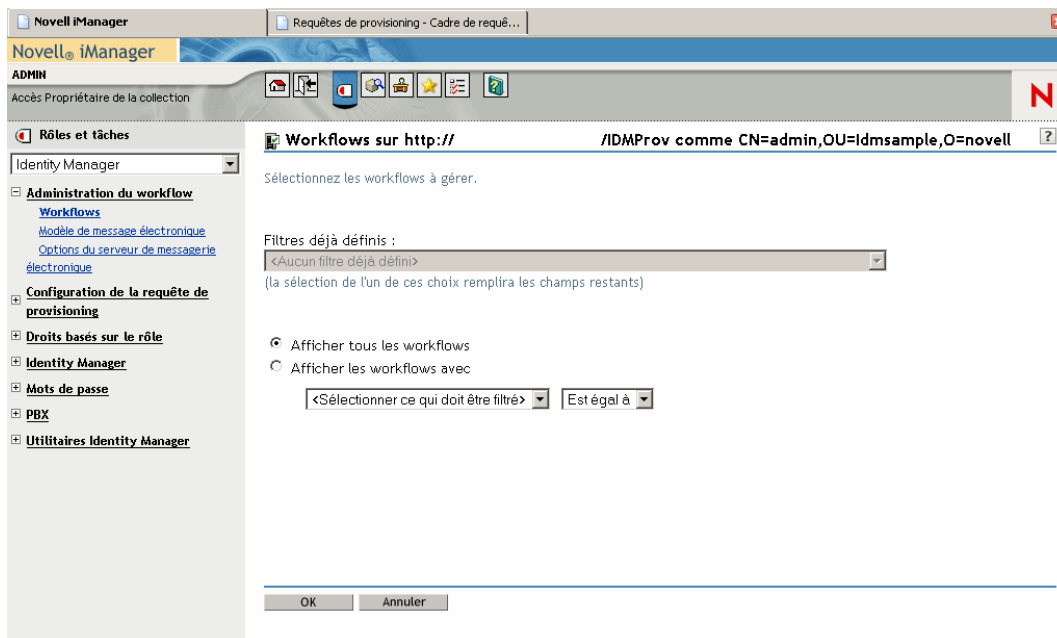 Novell iManager
Requêtes de provisioning - Cadre de requê...
Novell® iManager
ADMIN
Accès Propriétaire de la collection
N
Rôles et tâches
Identity Manager
Administration du workflow
Workflows
Modèle de message électronique
Options du serveur de messagerie
électronique
Configuration de la requête de
provisioning
Droits basés sur le rôle
Identity Manager
Mots de passe
PBX
Utilitaires Identity Manager
Workflows sur http:// /IDMProv comme CN=admin,OU=Idmsample,O=novell
?
Sélectionnez les workflows à gérer.
Filtres déjà définis :
<Aucun filtre déjà défini>
(la sélection de l'un de ces choix remplira les champs restants)
Afficher tous les workflows
Afficher les workflows avec
<Sélectionner ce qui doit être filtré> Est égal à
OK Annuler